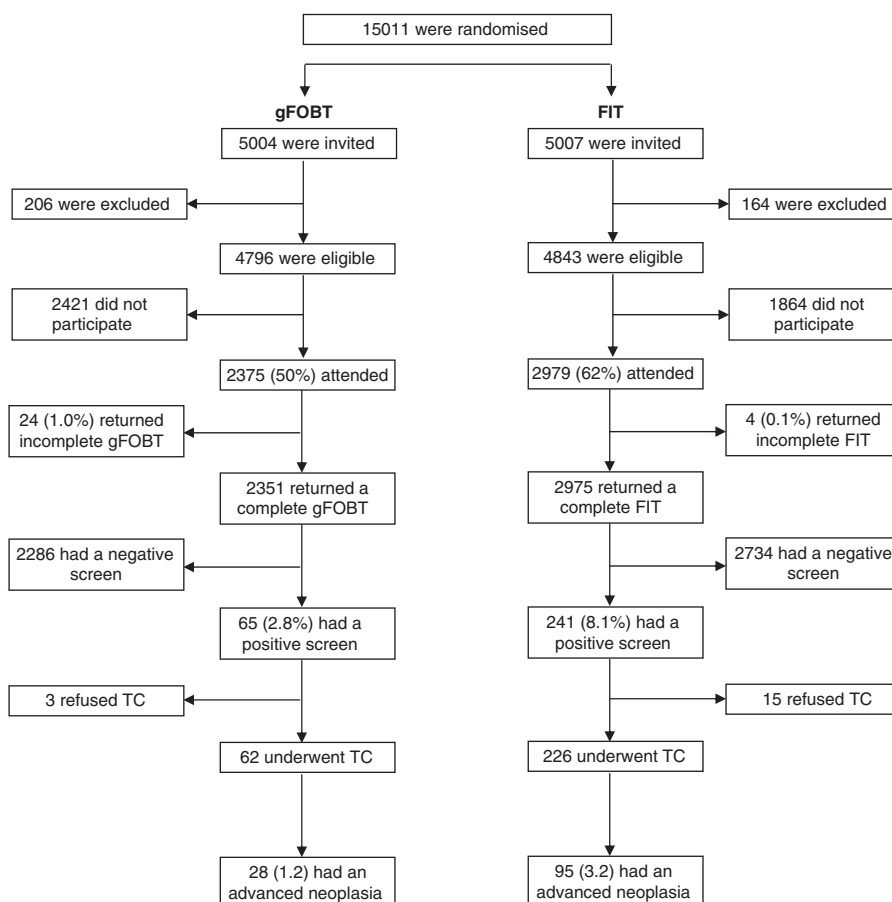 15011 were randomised
gFOBT
FIT
5004 were invited
5007 were invited
206 were excluded
164 were excluded
4796 were eligible
4843 were eligible
2421 did not
participate
1864 did not
participate
2375 (50%) attended
2979 (62%) attended
24 (1.0%) returned
incomplete gFOBT
4 (0.1%) returned
incomplete FIT
2351 returned a
complete gFOBT
2975 returned a
complete FIT
2286 had a negative
screen
2734 had a negative
screen
65 (2.8%) had a
positive screen
241 (8.1%) had a
positive screen
3 refused TC
15 refused TC
62 underwent TC
226 underwent TC
28 (1.2) had an
advanced neoplasia
95 (3.2) had an
advanced neoplasia